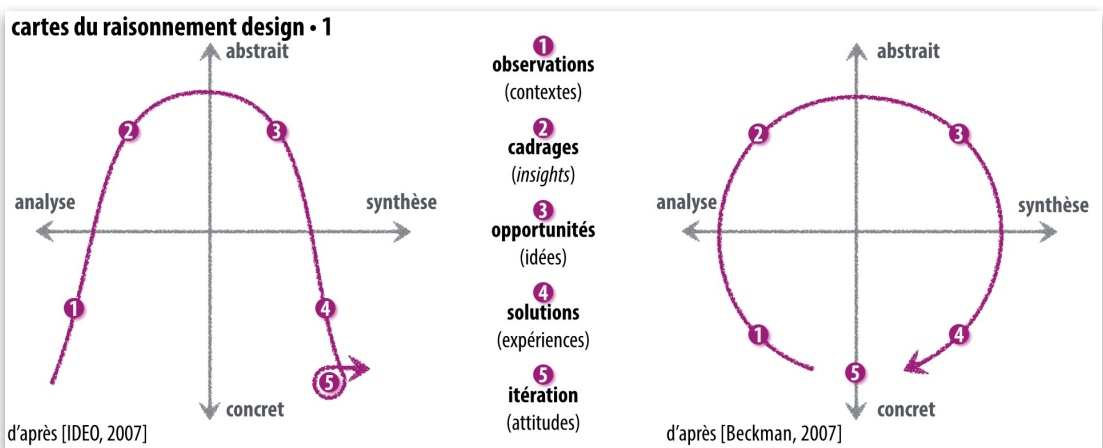 cartes du raisonnement design • 1
abstrait
2
3
analyse
synthèse
1
4
5
concret
d'après [IDEO, 2007]
1
observations
(contextes)
2
cadrages
(insights)
3
opportunités
(idées)
4
solutions
(expériences)
5
itération
(attitudes)
abstrait
2
3
analyse
synthèse
1
4
5
concret
d'après [Beckman, 2007]